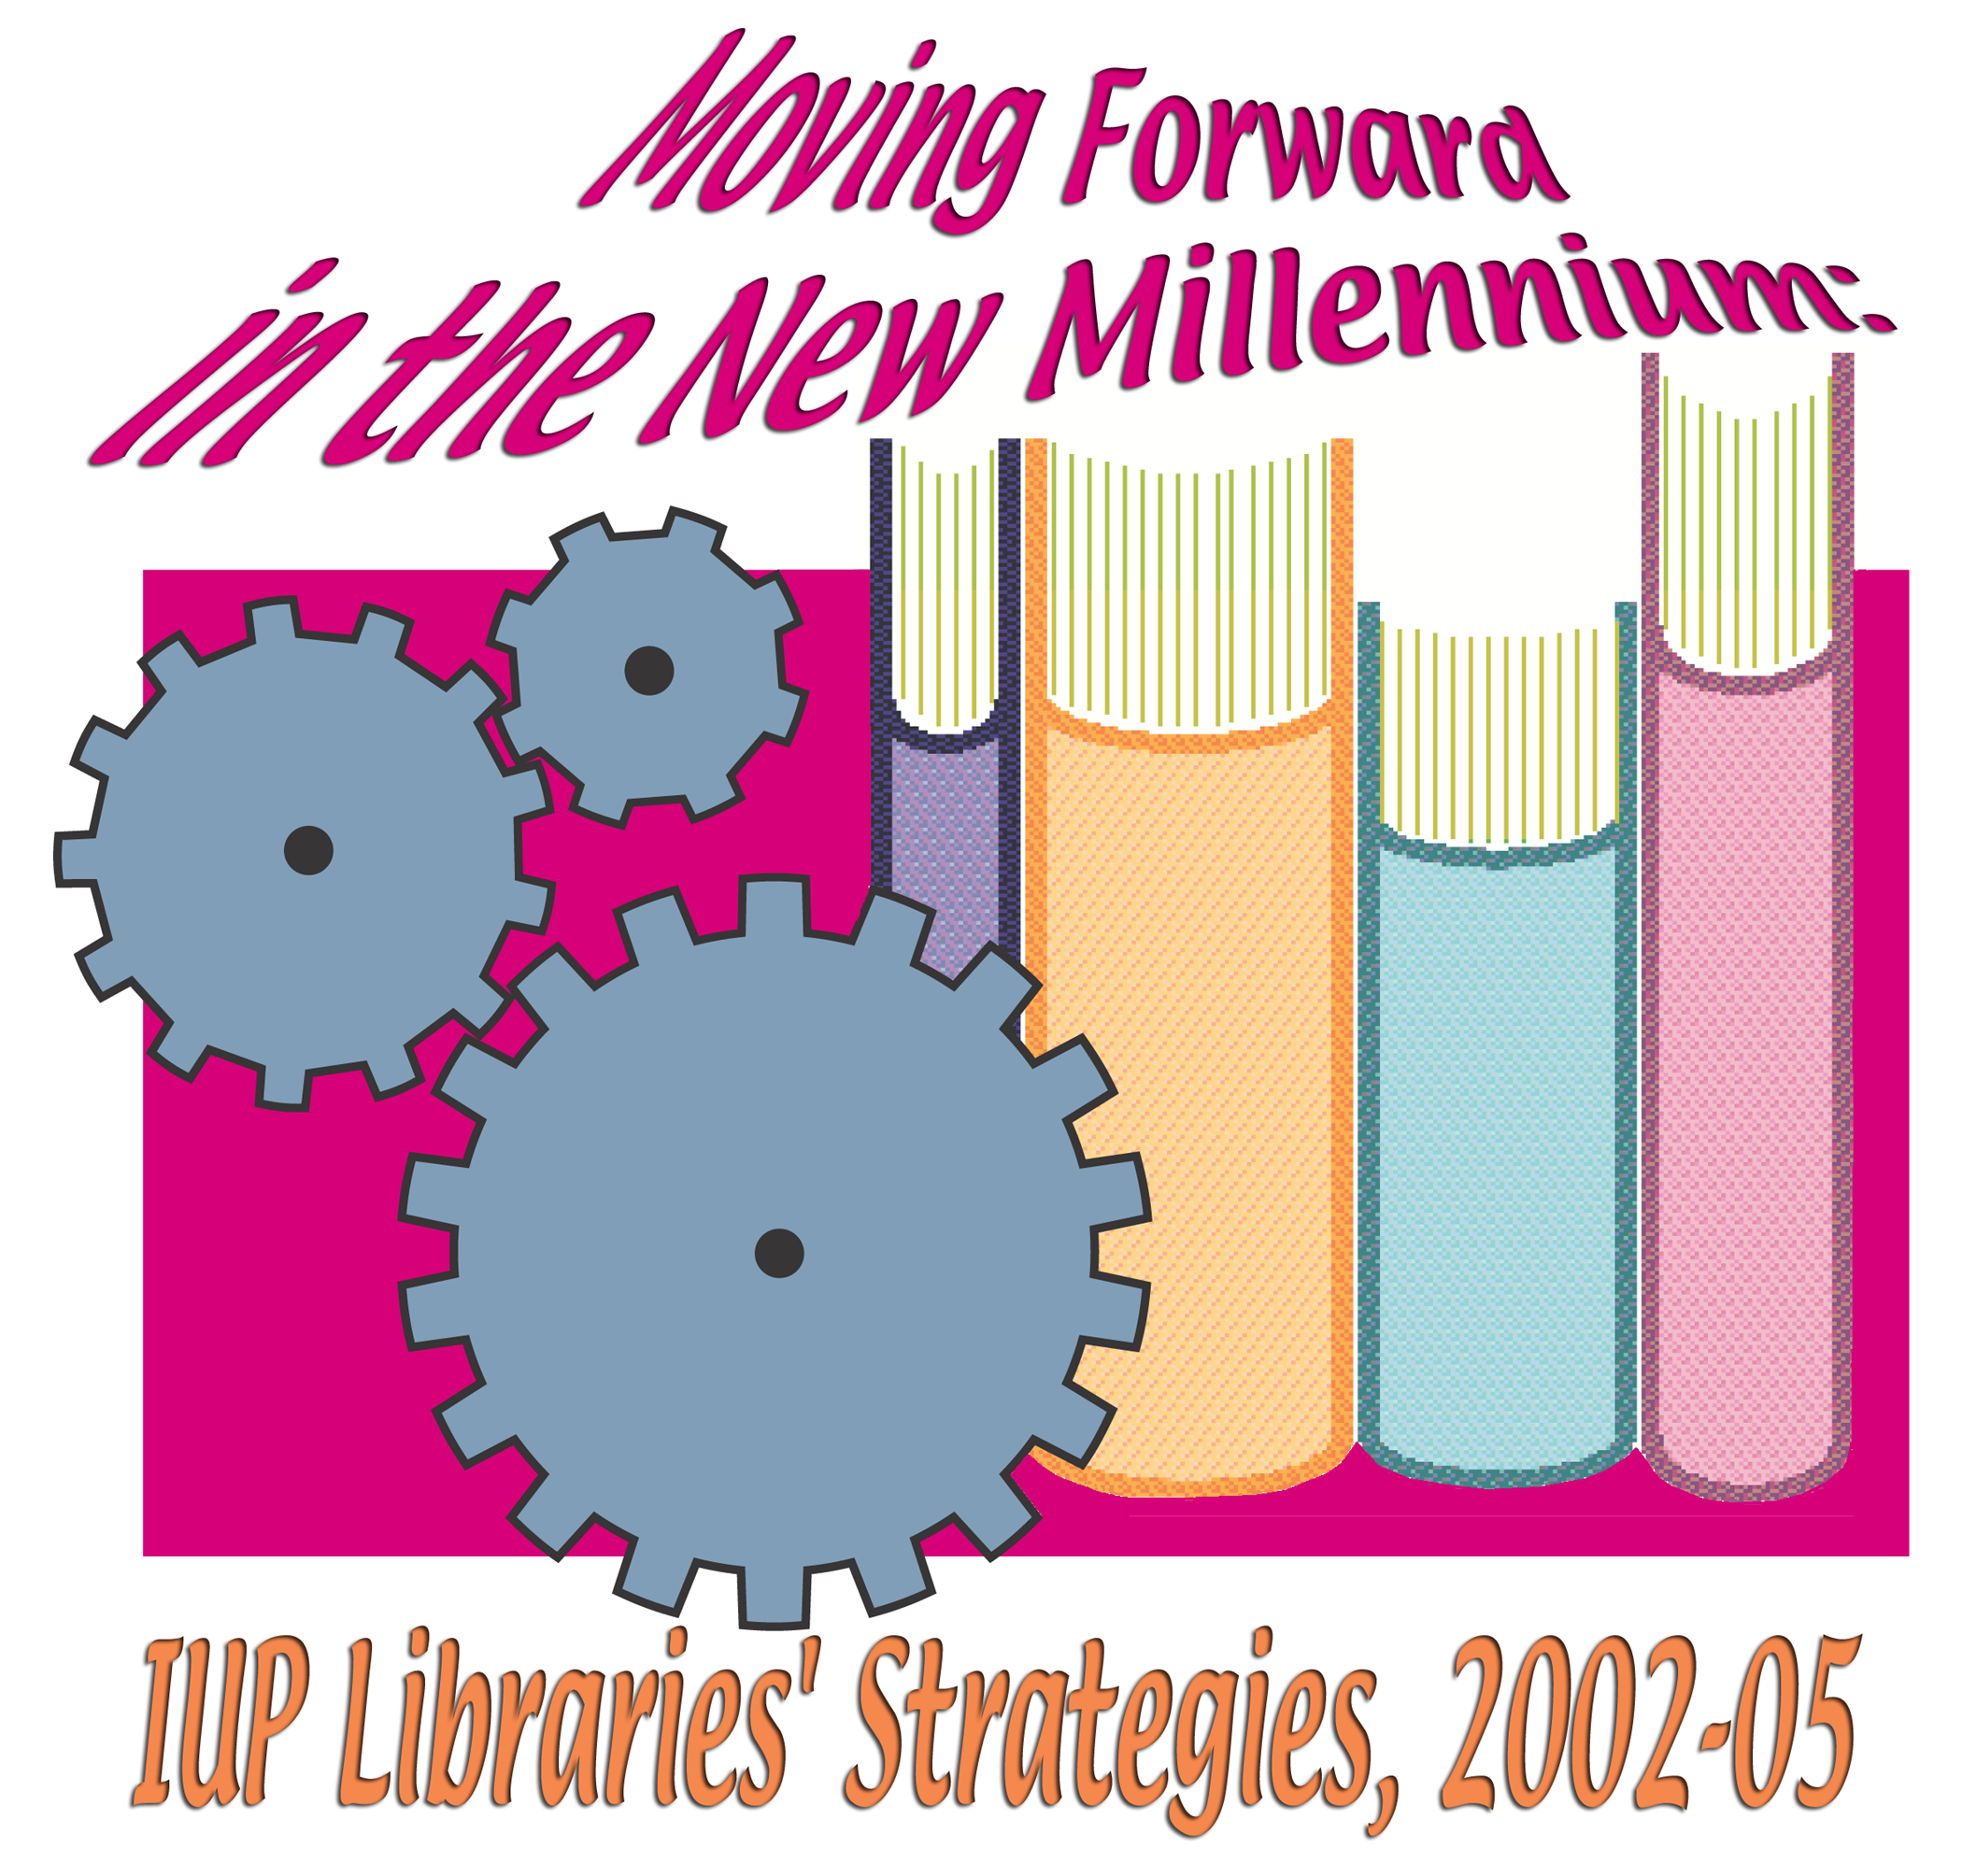 Moving Forward
in the New Millennium:
IUP Libraries' Strategies, 2002-05